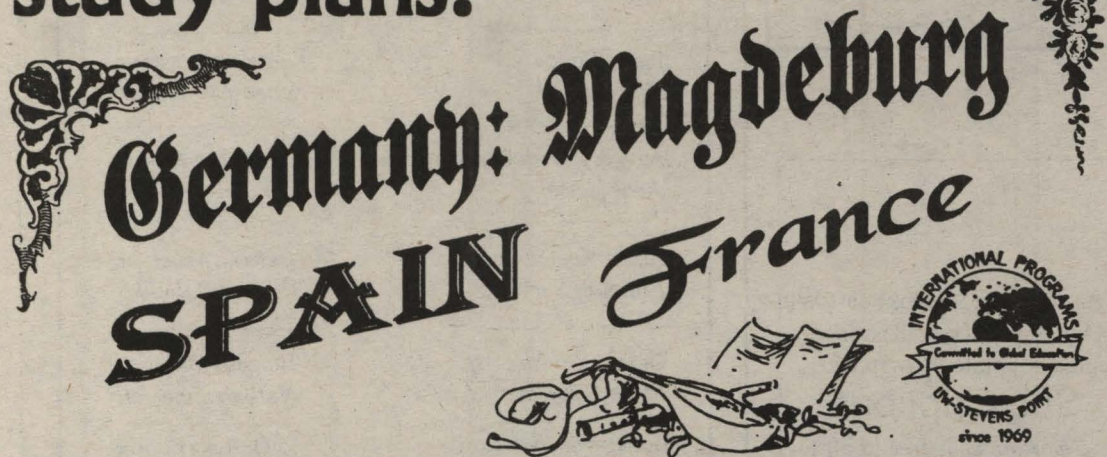 study plans!
Germany: Magdeburg
SPAIN France
INTERNATIONAL PROGRAMS
Committed to Global Education
UW-STEVENS POINT
since 1969